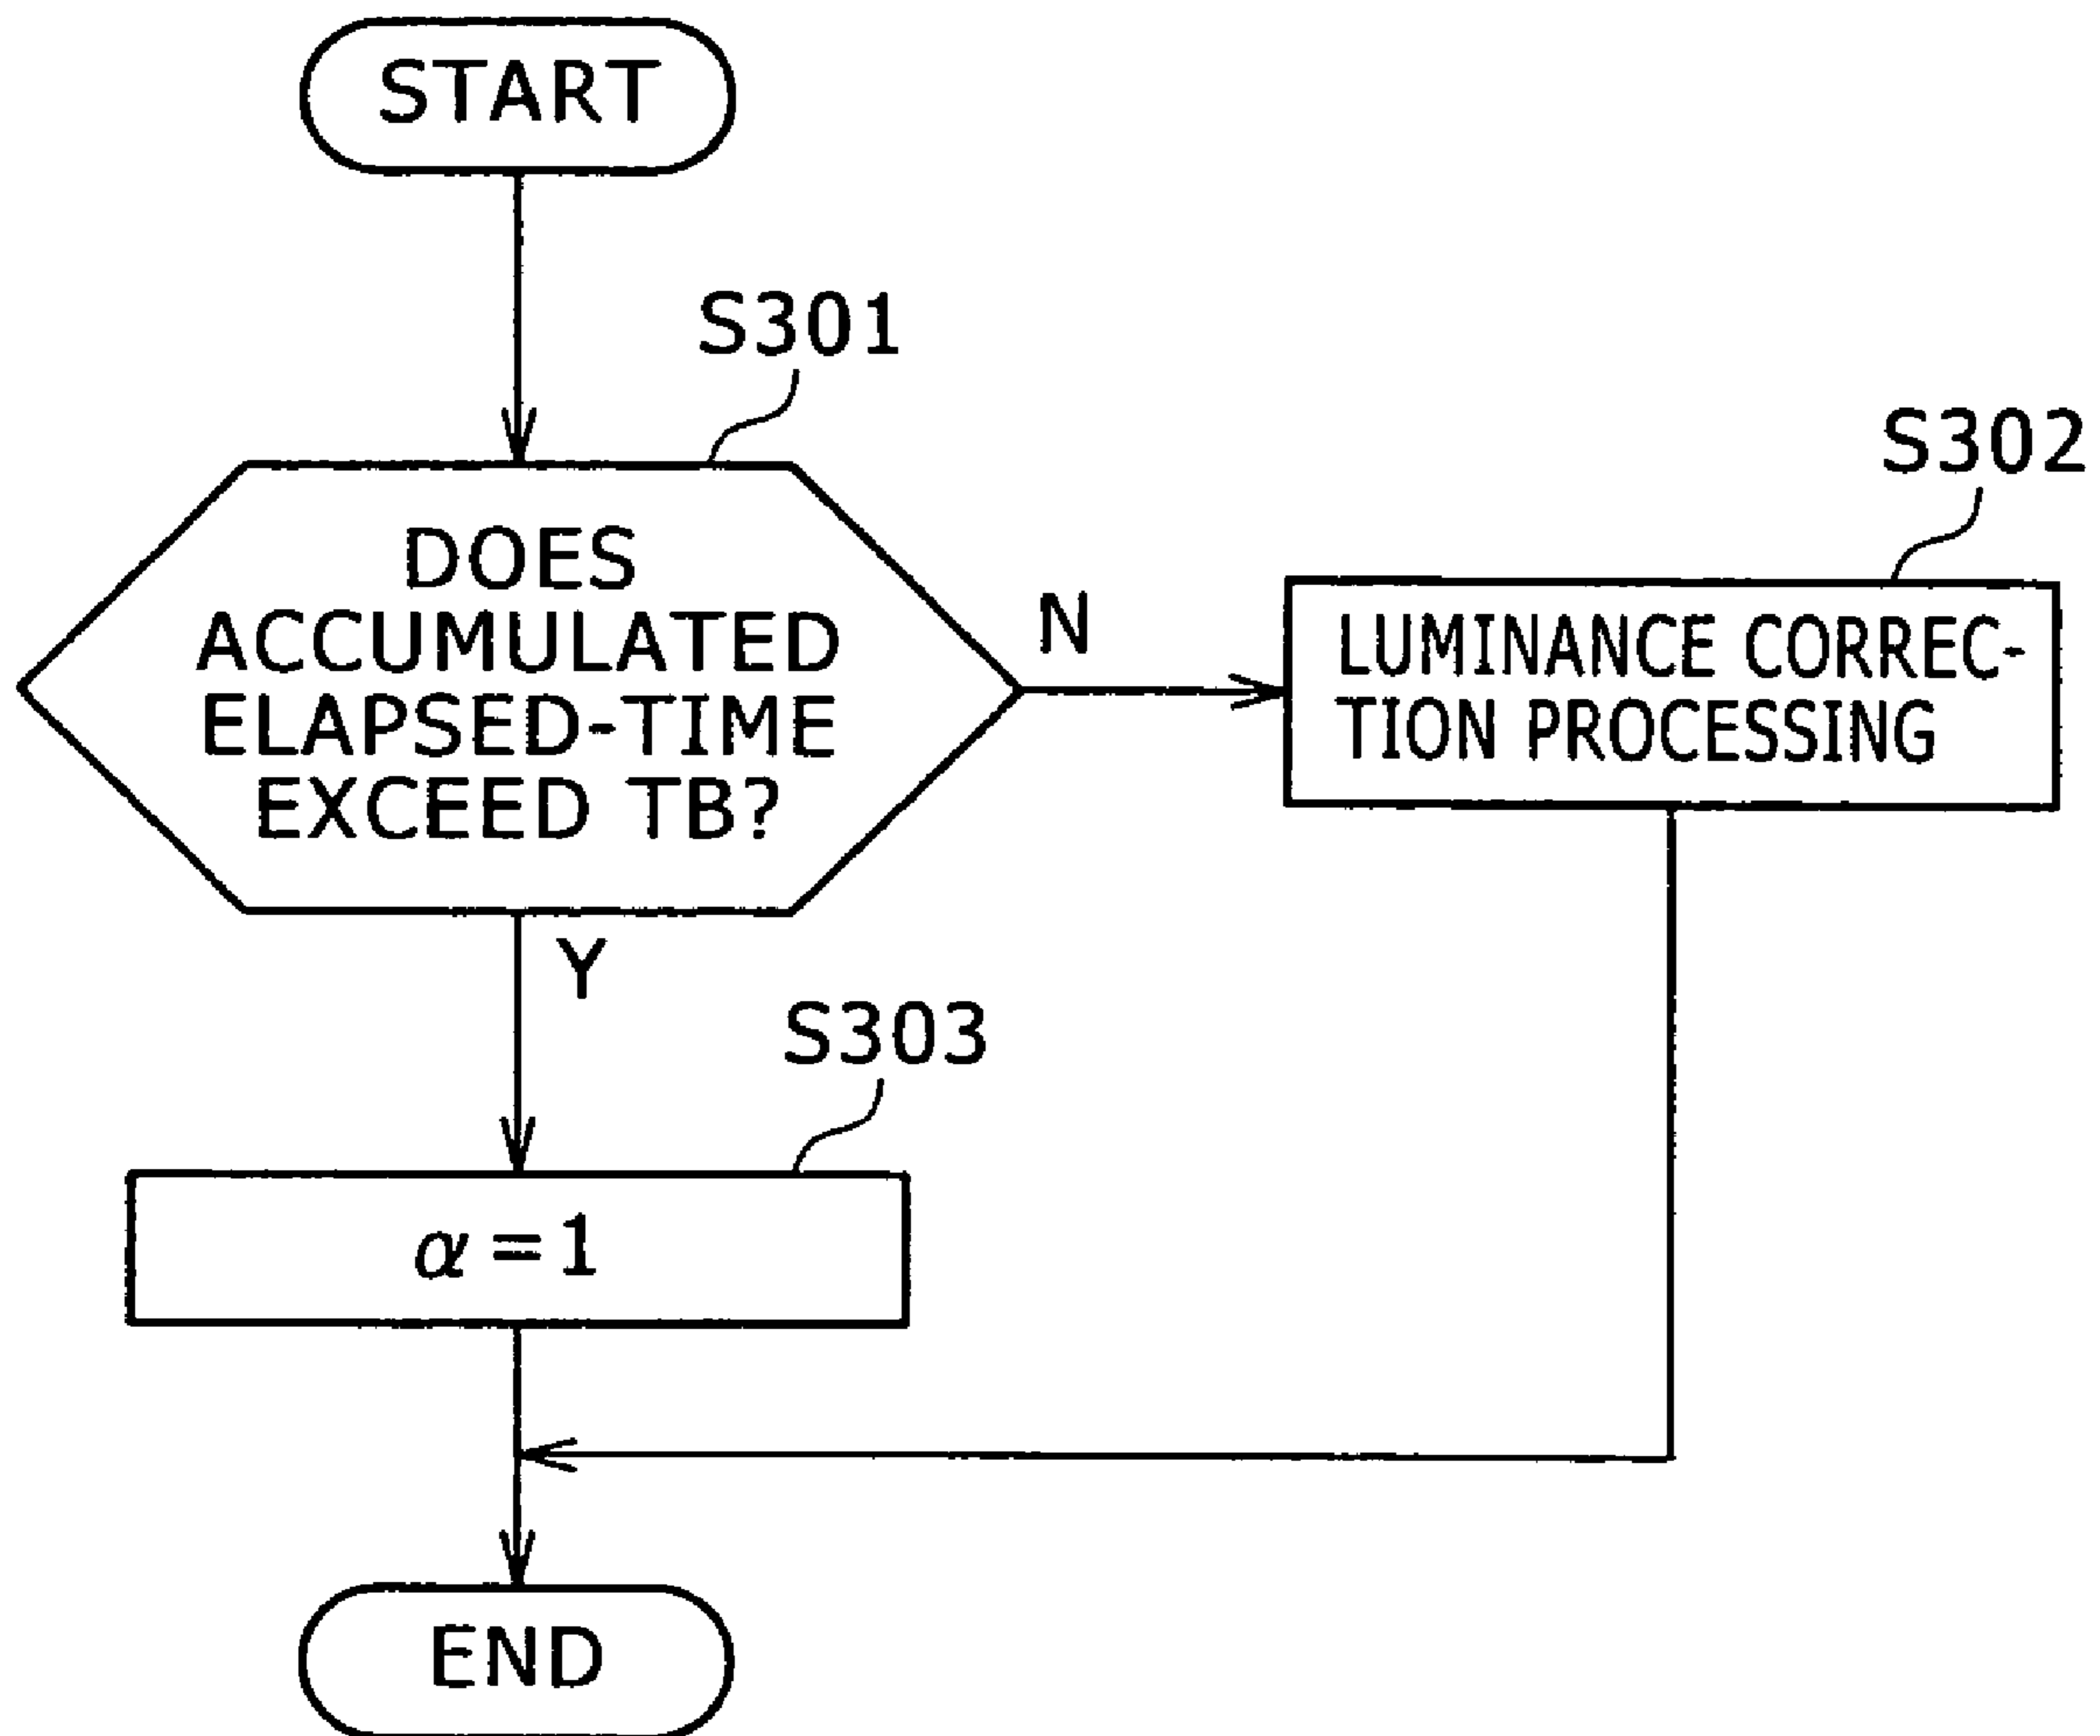 START
S301
DOES
ACCUMULATED
ELAPSED-TIME
EXCEED TB?
N
S302
LUMINANCE CORREC-
TION PROCESSING
Y
S303
α=1
END